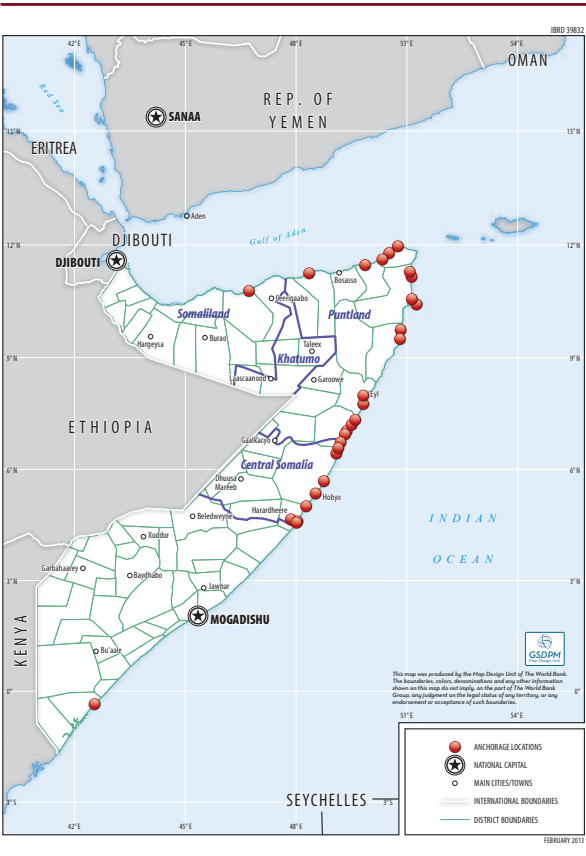 IBRD 39832
42°E 45°E 48°E 51°E 54°E
OMAN
Red Sea
REP. OF
YEMEN
SANAA
15°N 15°N
ERITREA
Aden
DJIBOUTI
Gulf of Aden
12°N 12°N
DJIBOUTI
Bosasso
Ceerigaabo
Somaliland
Puntland
Hargeysa
Burao
Taleex
Khatumo
9°N 9°N
Laascaanood
Garoowe
Eyl
ETHIOPIA
Gaalkacyo
Central Somalia
6°N 6°N
Dhuusa
Mareeb
Hobyo
Harardheere
Beledweyne
INDIAN
OCEAN
Xuddur
Garbahaarey
Baydhabo
3°N 3°N
Jawhar
MOGADISHU
KENYA
Bu'aale
GSDPM
Map Design Unit
This map was produced by the Map Design Unit of The World Bank.
The boundaries, colors, denominations and any other information
shown on this map do not imply, on the part of The World Bank
Group, any judgment on the legal status of any territory, or any
endorsement or acceptance of such boundaries.
0° 0°
51°E 54°E
ANCHORAGE LOCATIONS
NATIONAL CAPITAL
MAIN CITIES/TOWNS
INTERNATIONAL BOUNDARIES
DISTRICT BOUNDARIES
SEYCHELLES
3°S 3°S
42°E 45°E 48°E
FEBRUARY 2013